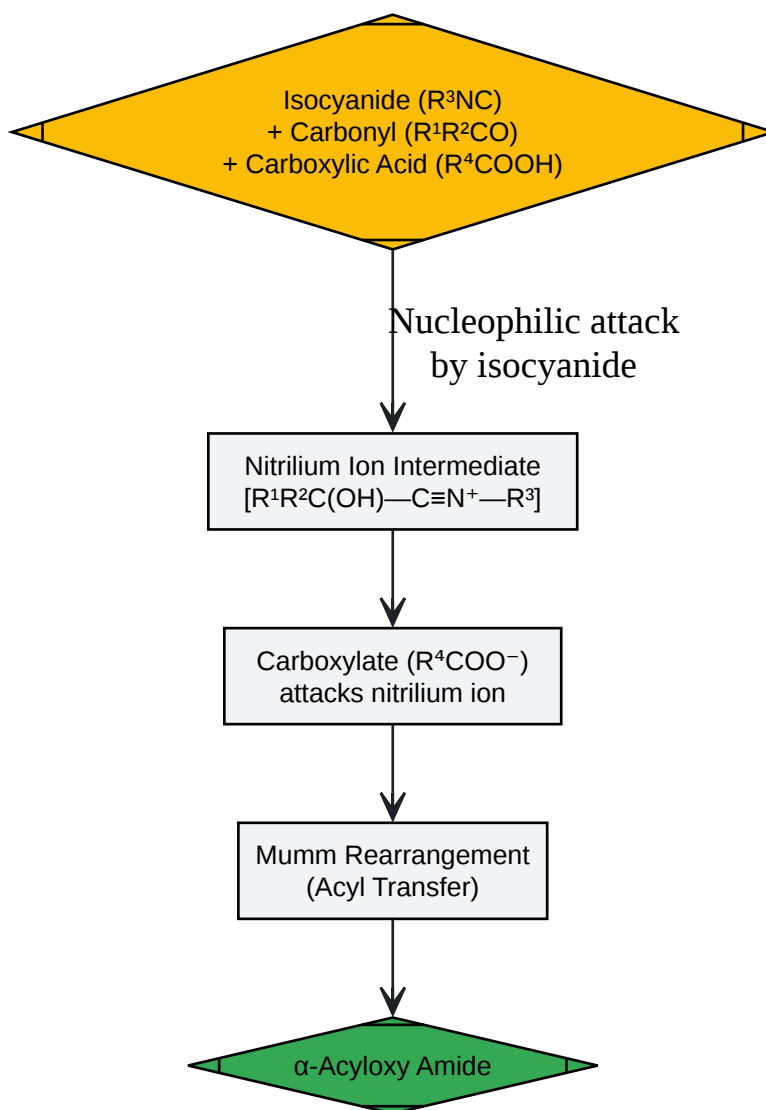 Isocyanide (R³NC)
+ Carbonyl (R¹R²CO)
+ Carboxylic Acid (R⁴COOH)
Nucleophilic attack
by isocyanide
Nitrilium Ion Intermediate
[R¹R²C(OH)—C≡N⁺—R³]
Carboxylate (R⁴COO⁻)
attacks nitrilium ion
Mumm Rearrangement
(Acyl Transfer)
α-Acyloxy Amide